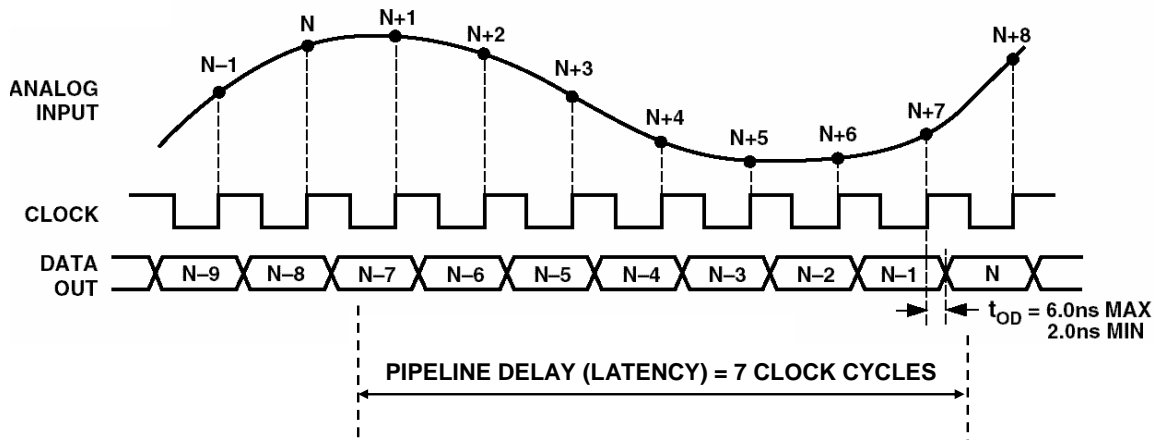 N–1
N
N+1
N+2
N+3
N+4
N+5
N+6
N+7
N+8
ANALOG
INPUT
CLOCK
DATA
OUT
N–9
N–8
N–7
N–6
N–5
N–4
N–3
N–2
N–1
N
tOD = 6.0ns MAX
2.0ns MIN
PIPELINE DELAY (LATENCY) = 7 CLOCK CYCLES